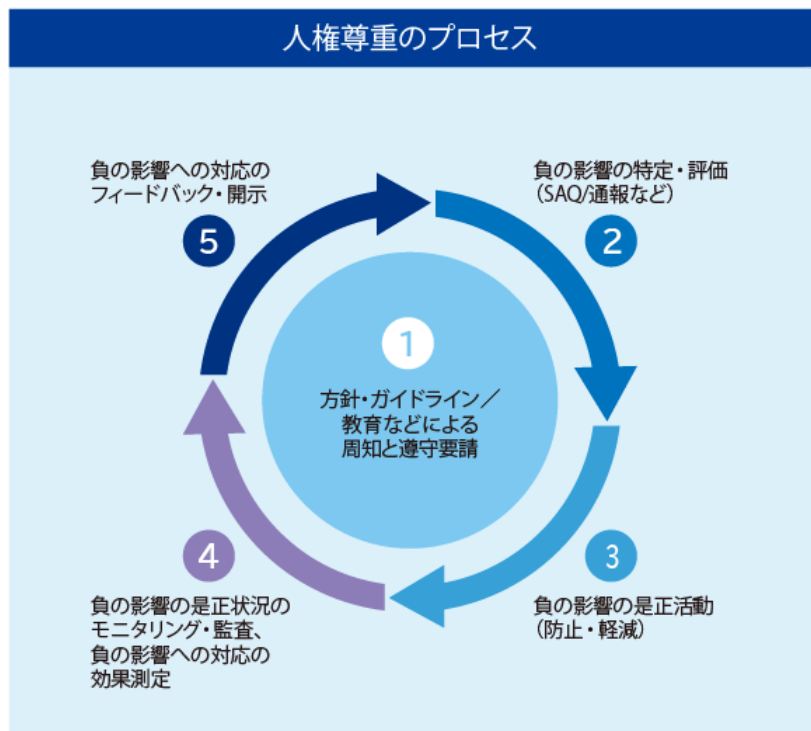 人権尊重のプロセス
1
方針・ガイドライン／
教育などによる
周知と遵守要請
負の影響の特定・評価
（SAQ/通報など）
2
3
負の影響の是正活動
（防止・軽減）
4
負の影響の是正状況の
モニタリング・監査、
負の影響への対応の
効果測定
負の影響への対応の
フィードバック・開示
5